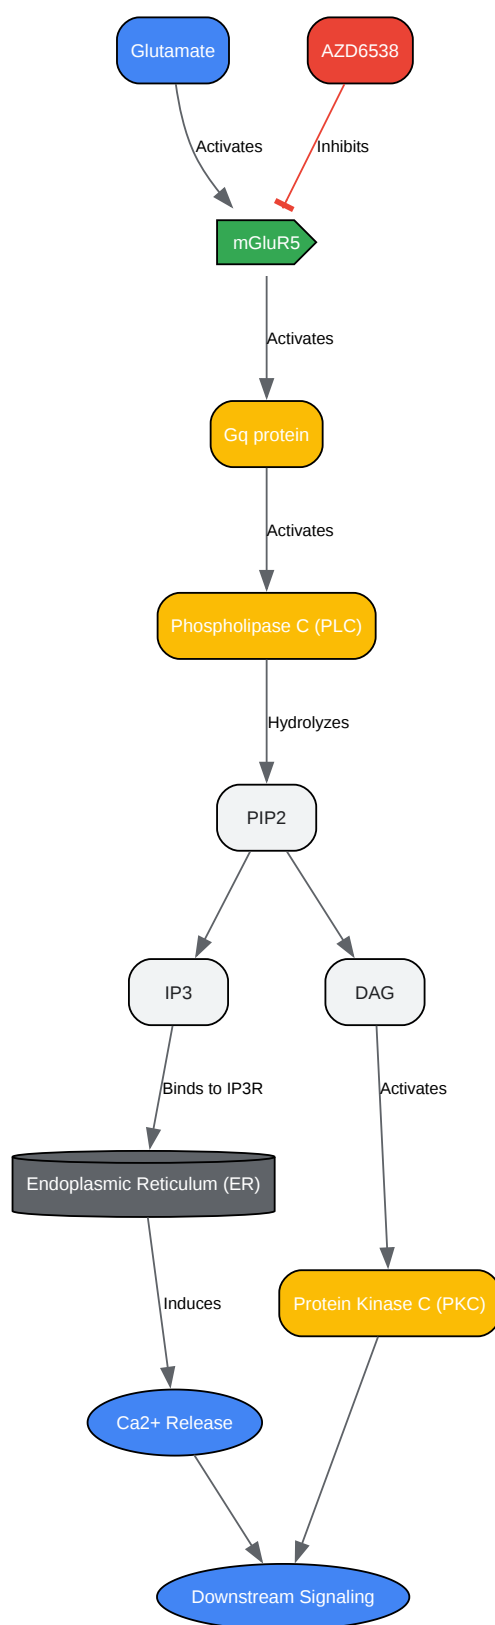 Glutamate
AZD6538
Activates
Inhibits
mGluR5
Activates
Gq protein
Activates
Phospholipase C (PLC)
Hydrolyzes
PIP2
IP3
DAG
Binds to IP3R
Activates
Endoplasmic Reticulum (ER)
Induces
Protein Kinase C (PKC)
Ca2+ Release
Downstream Signaling